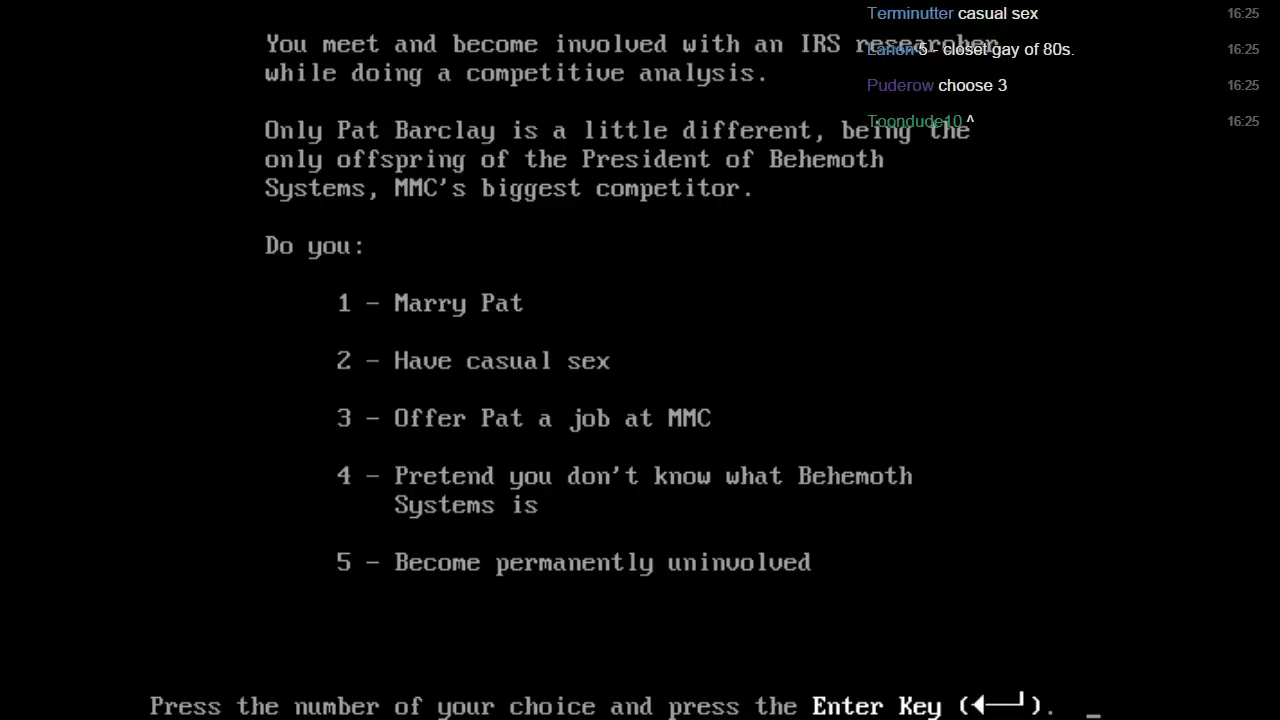 Terminutter casual sex 16:25
You meet and become involved with an IRS researcher
Lanon 5 - closet gay of 80s. 16:25
while doing a competitive analysis.
Puderow choose 3 16:25
Toondude10 ^ 16:25
Only Pat Barclay is a little different, being the
only offspring of the President of Behemoth
Systems, MMC's biggest competitor.
Do you:
1 - Marry Pat
2 - Have casual sex
3 - Offer Pat a job at MMC
4 - Pretend you don't know what Behemoth
Systems is
5 - Become permanently uninvolved
Press the number of your choice and press the Enter Key (◄─┘). _